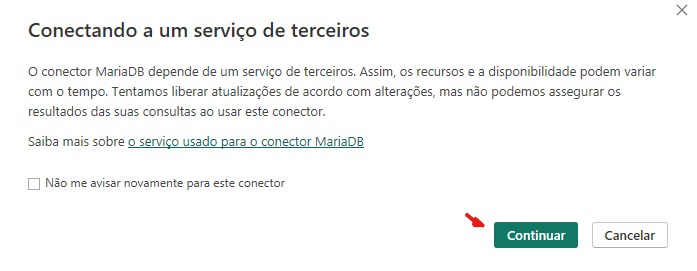 Conectando a um serviço de terceiros
O conector MariaDB depende de um serviço de terceiros. Assim, os recursos e a disponibilidade podem variar
com o tempo. Tentamos liberar atualizações de acordo com alterações, mas não podemos assegurar os
resultados das suas consultas ao usar este conector.
Saiba mais sobre o serviço usado para o conector MariaDB
Não me avisar novamente para este conector
Continuar
Cancelar